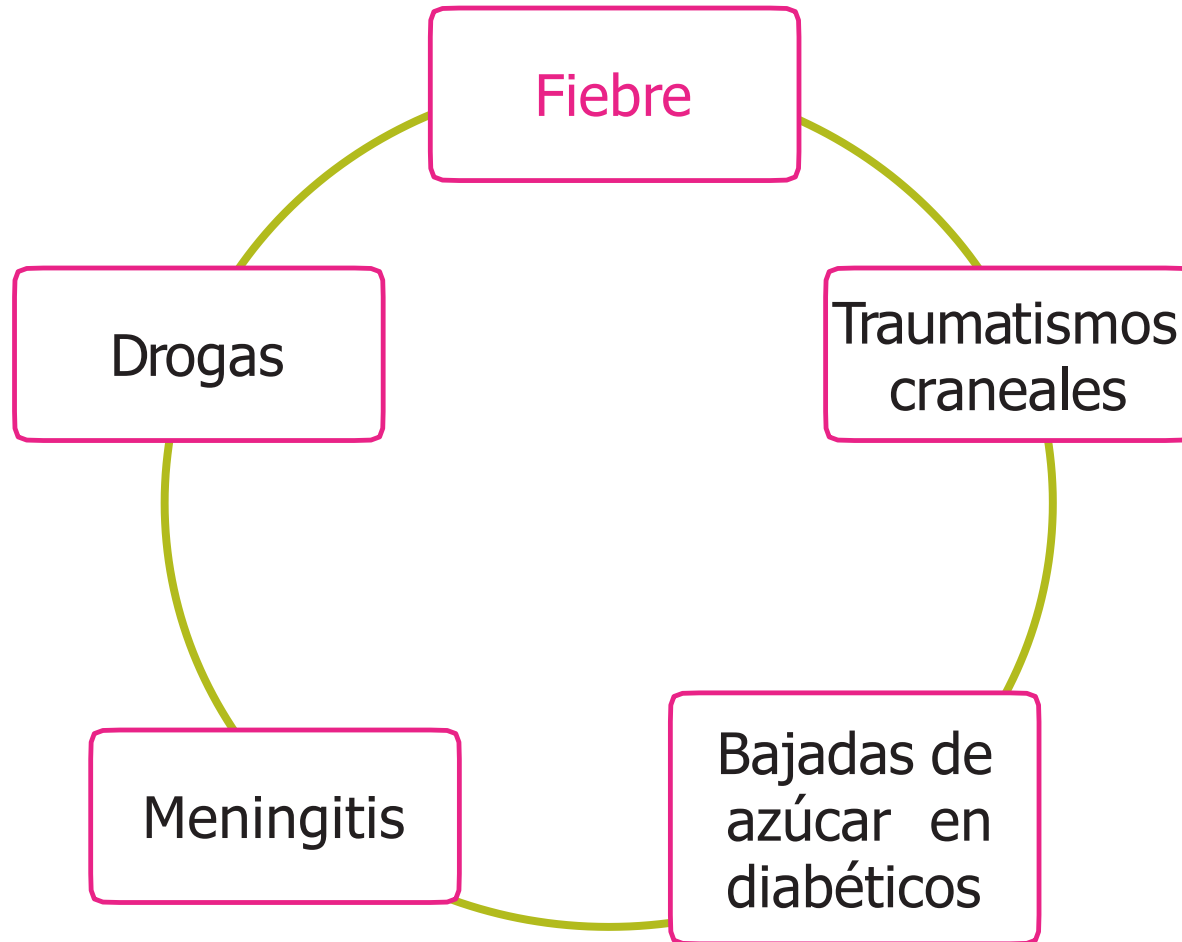 Fiebre
Traumatismos
craneales
Drogas
Bajadas de
azúcar en
diabéticos
Meningitis